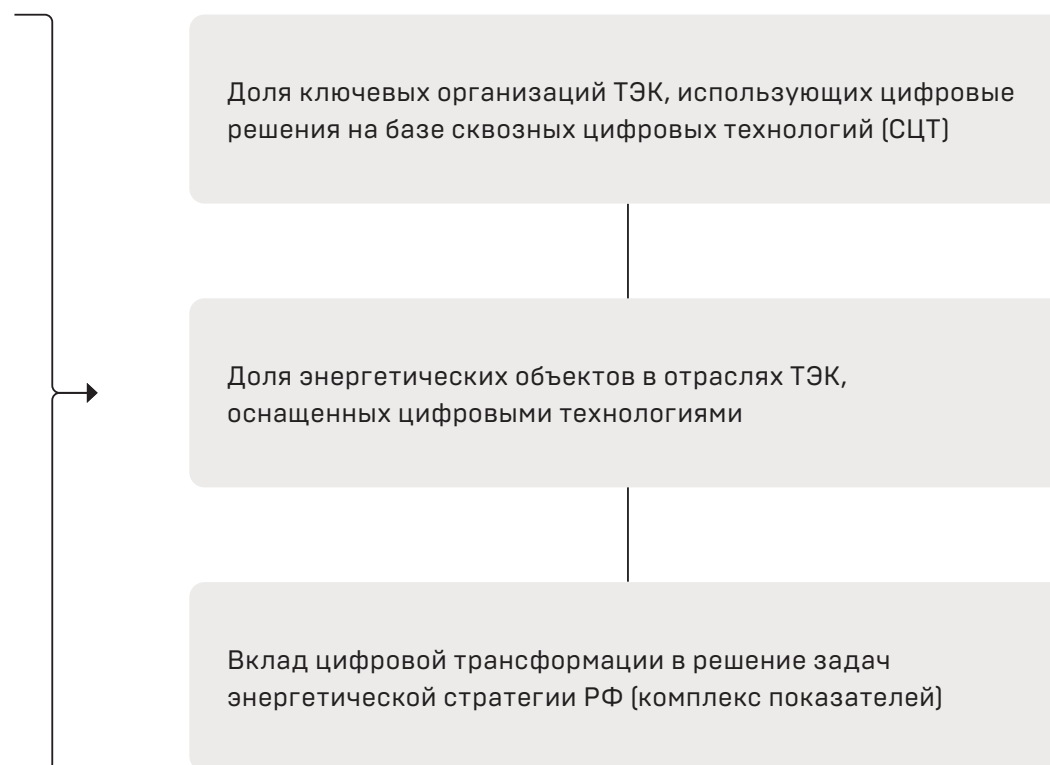 Доля ключевых организаций ТЭК, использующих цифровые
решения на базе сквозных цифровых технологий (СЦТ)
Доля энергетических объектов в отраслях ТЭК,
оснащенных цифровыми технологиями
Вклад цифровой трансформации в решение задач
энергетической стратегии РФ (комплекс показателей)